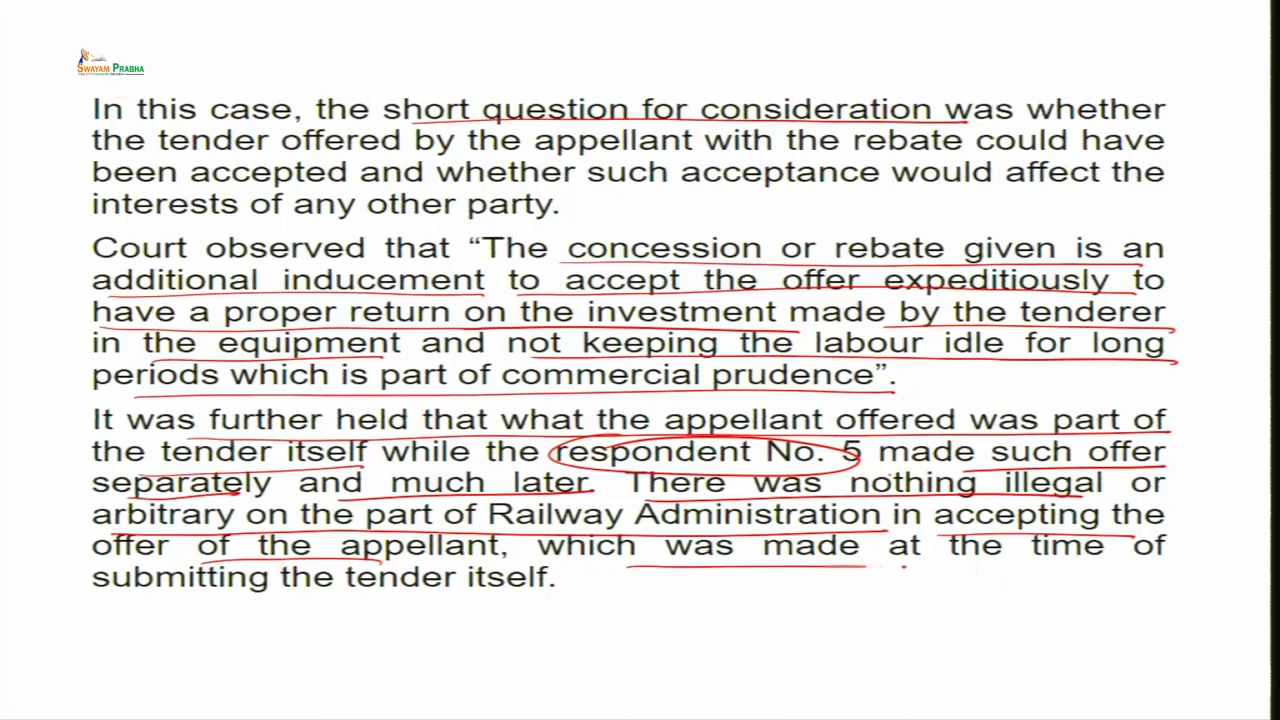 SWAYAM PRABHA
In this case, the short question for consideration was whether
the tender offered by the appellant with the rebate could have
been accepted and whether such acceptance would affect the
interests of any other party.
Court observed that “The concession or rebate given is an
additional inducement to accept the offer expeditiously to
have a proper return on the investment made by the tenderer
in the equipment and not keeping the labour idle for long
periods which is part of commercial prudence”.
It was further held that what the appellant offered was part of
the tender itself while the respondent No. 5 made such offer
separately and much later. There was nothing illegal or
arbitrary on the part of Railway Administration in accepting the
offer of the appellant, which was made at the time of
submitting the tender itself.